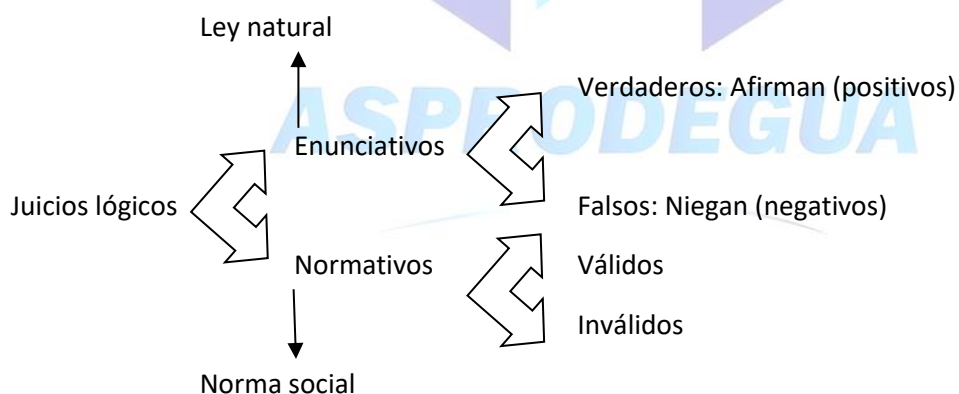 Ley natural
Verdaderos: Afirman (positivos)
ASPRODEGUA
Enunciativos
Juicios lógicos
Falsos: Niegan (negativos)
Normativos
Válidos
Inválidos
Norma social